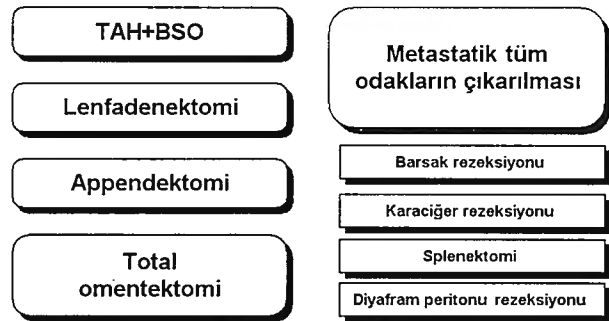 TAH+BSO
Lenfadenektomi
Appendektomi
Total
omentektomi
Metastatik tüm
odakların çıkarılması
Barsak rezeksiyonu
Karaciğer rezeksiyonu
Splenektomi
Diyafram peritonu rezeksiyonu